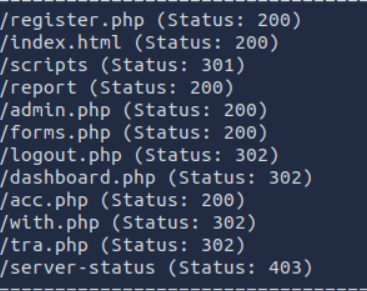 /register.php (Status: 200)
/index.html (Status: 200)
/scripts (Status: 301)
/report (Status: 200)
/admin.php (Status: 200)
/forms.php (Status: 200)
/logout.php (Status: 302)
/dashboard.php (Status: 302)
/acc.php (Status: 200)
/with.php (Status: 302)
/tra.php (Status: 302)
/server-status (Status: 403)